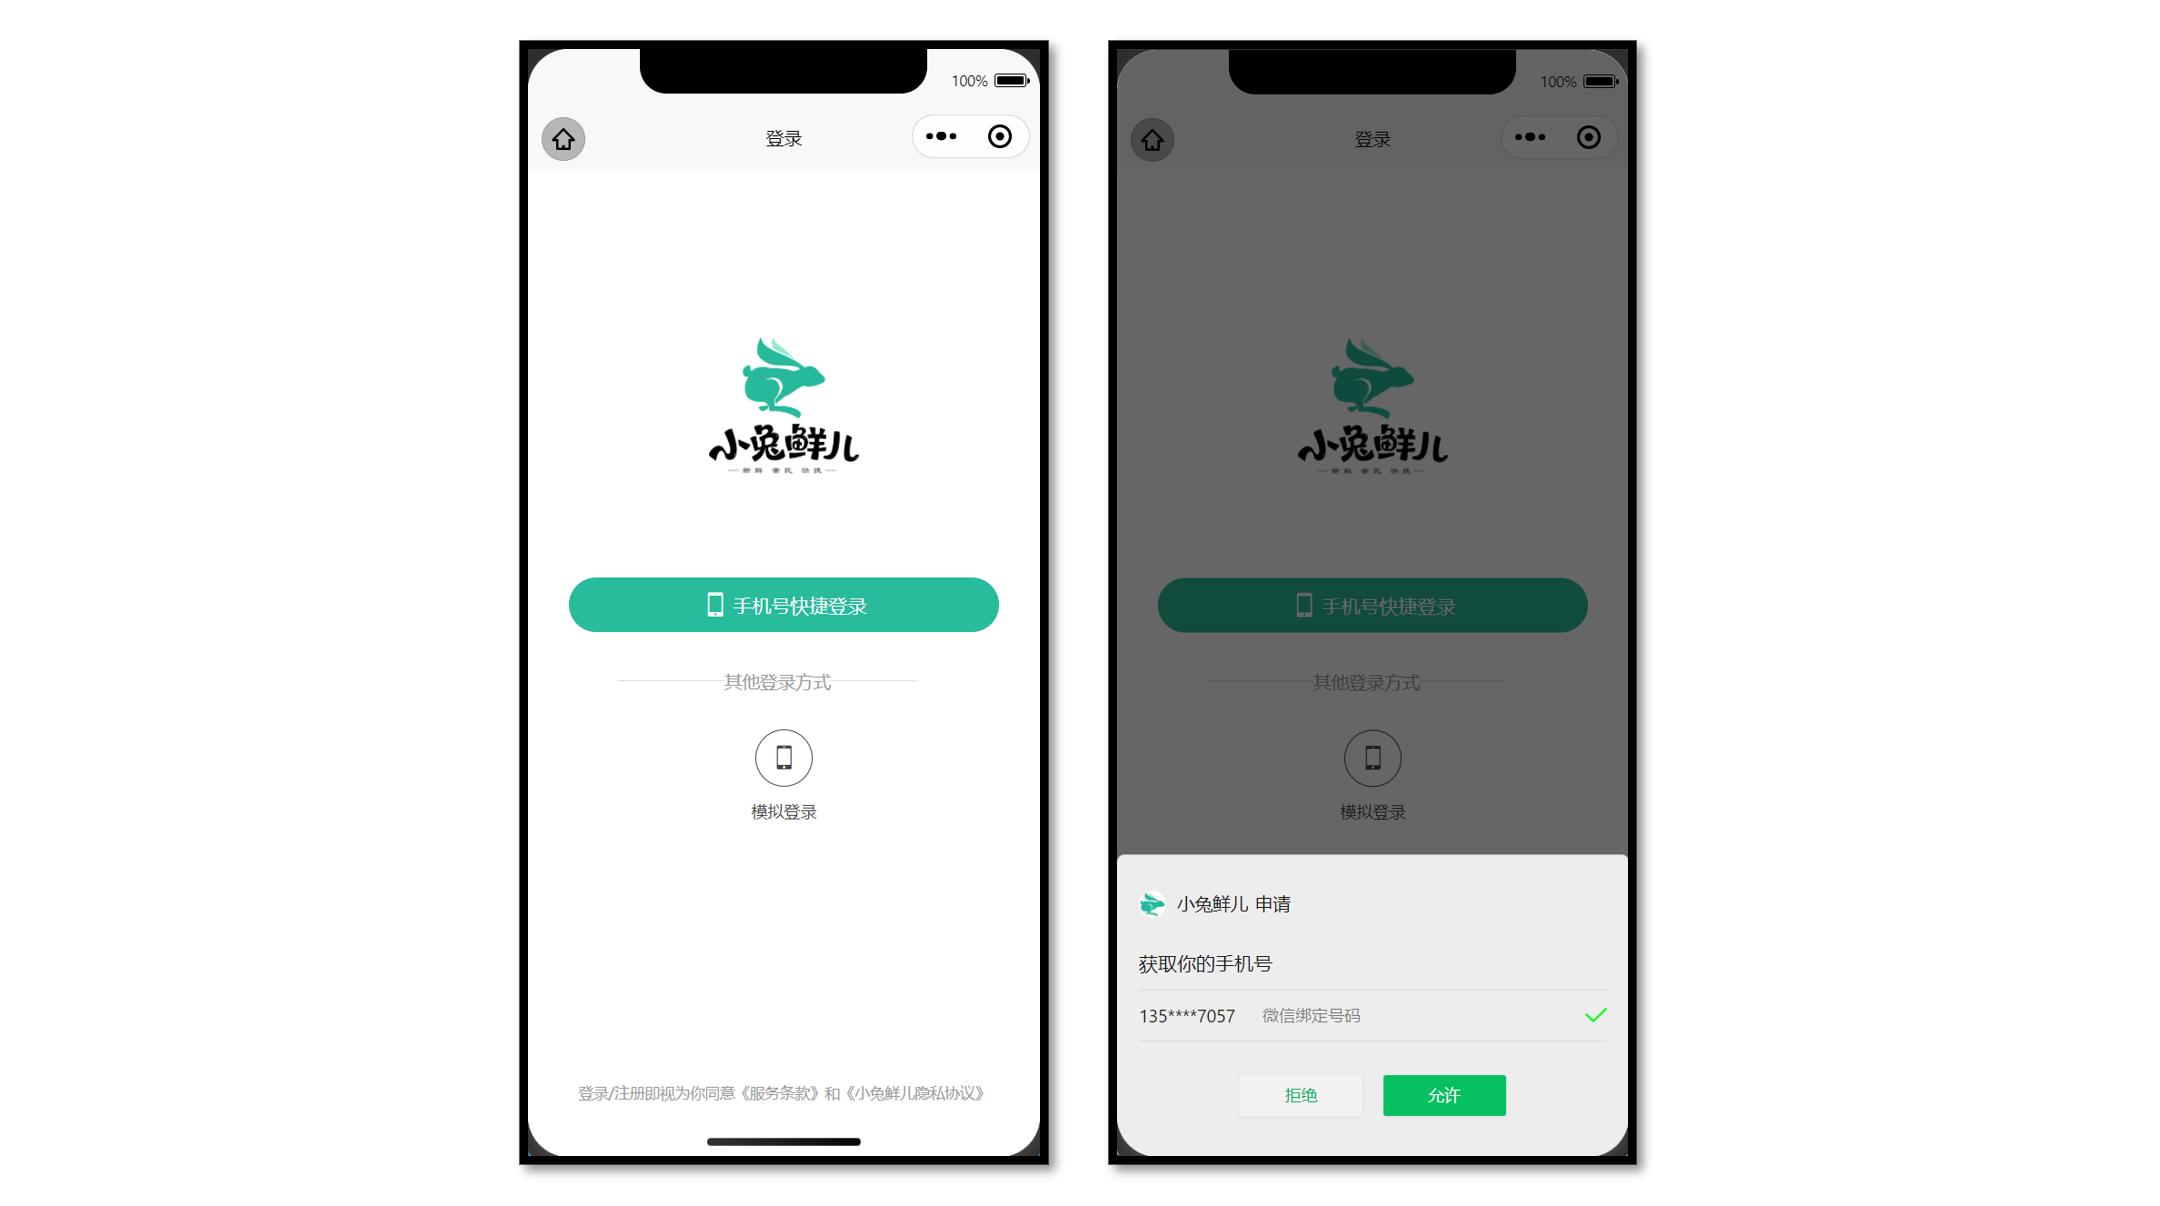 100%
登录
小兔鲜儿
新鲜 亲民 快捷
手机号快捷登录
其他登录方式
模拟登录
登录/注册即视为你同意《服务条款》和《小兔鲜儿隐私协议》
100%
登录
小兔鲜儿
新鲜 亲民 快捷
手机号快捷登录
其他登录方式
模拟登录
小兔鲜儿 申请
获取你的手机号
135****7057 微信绑定号码
拒绝 允许